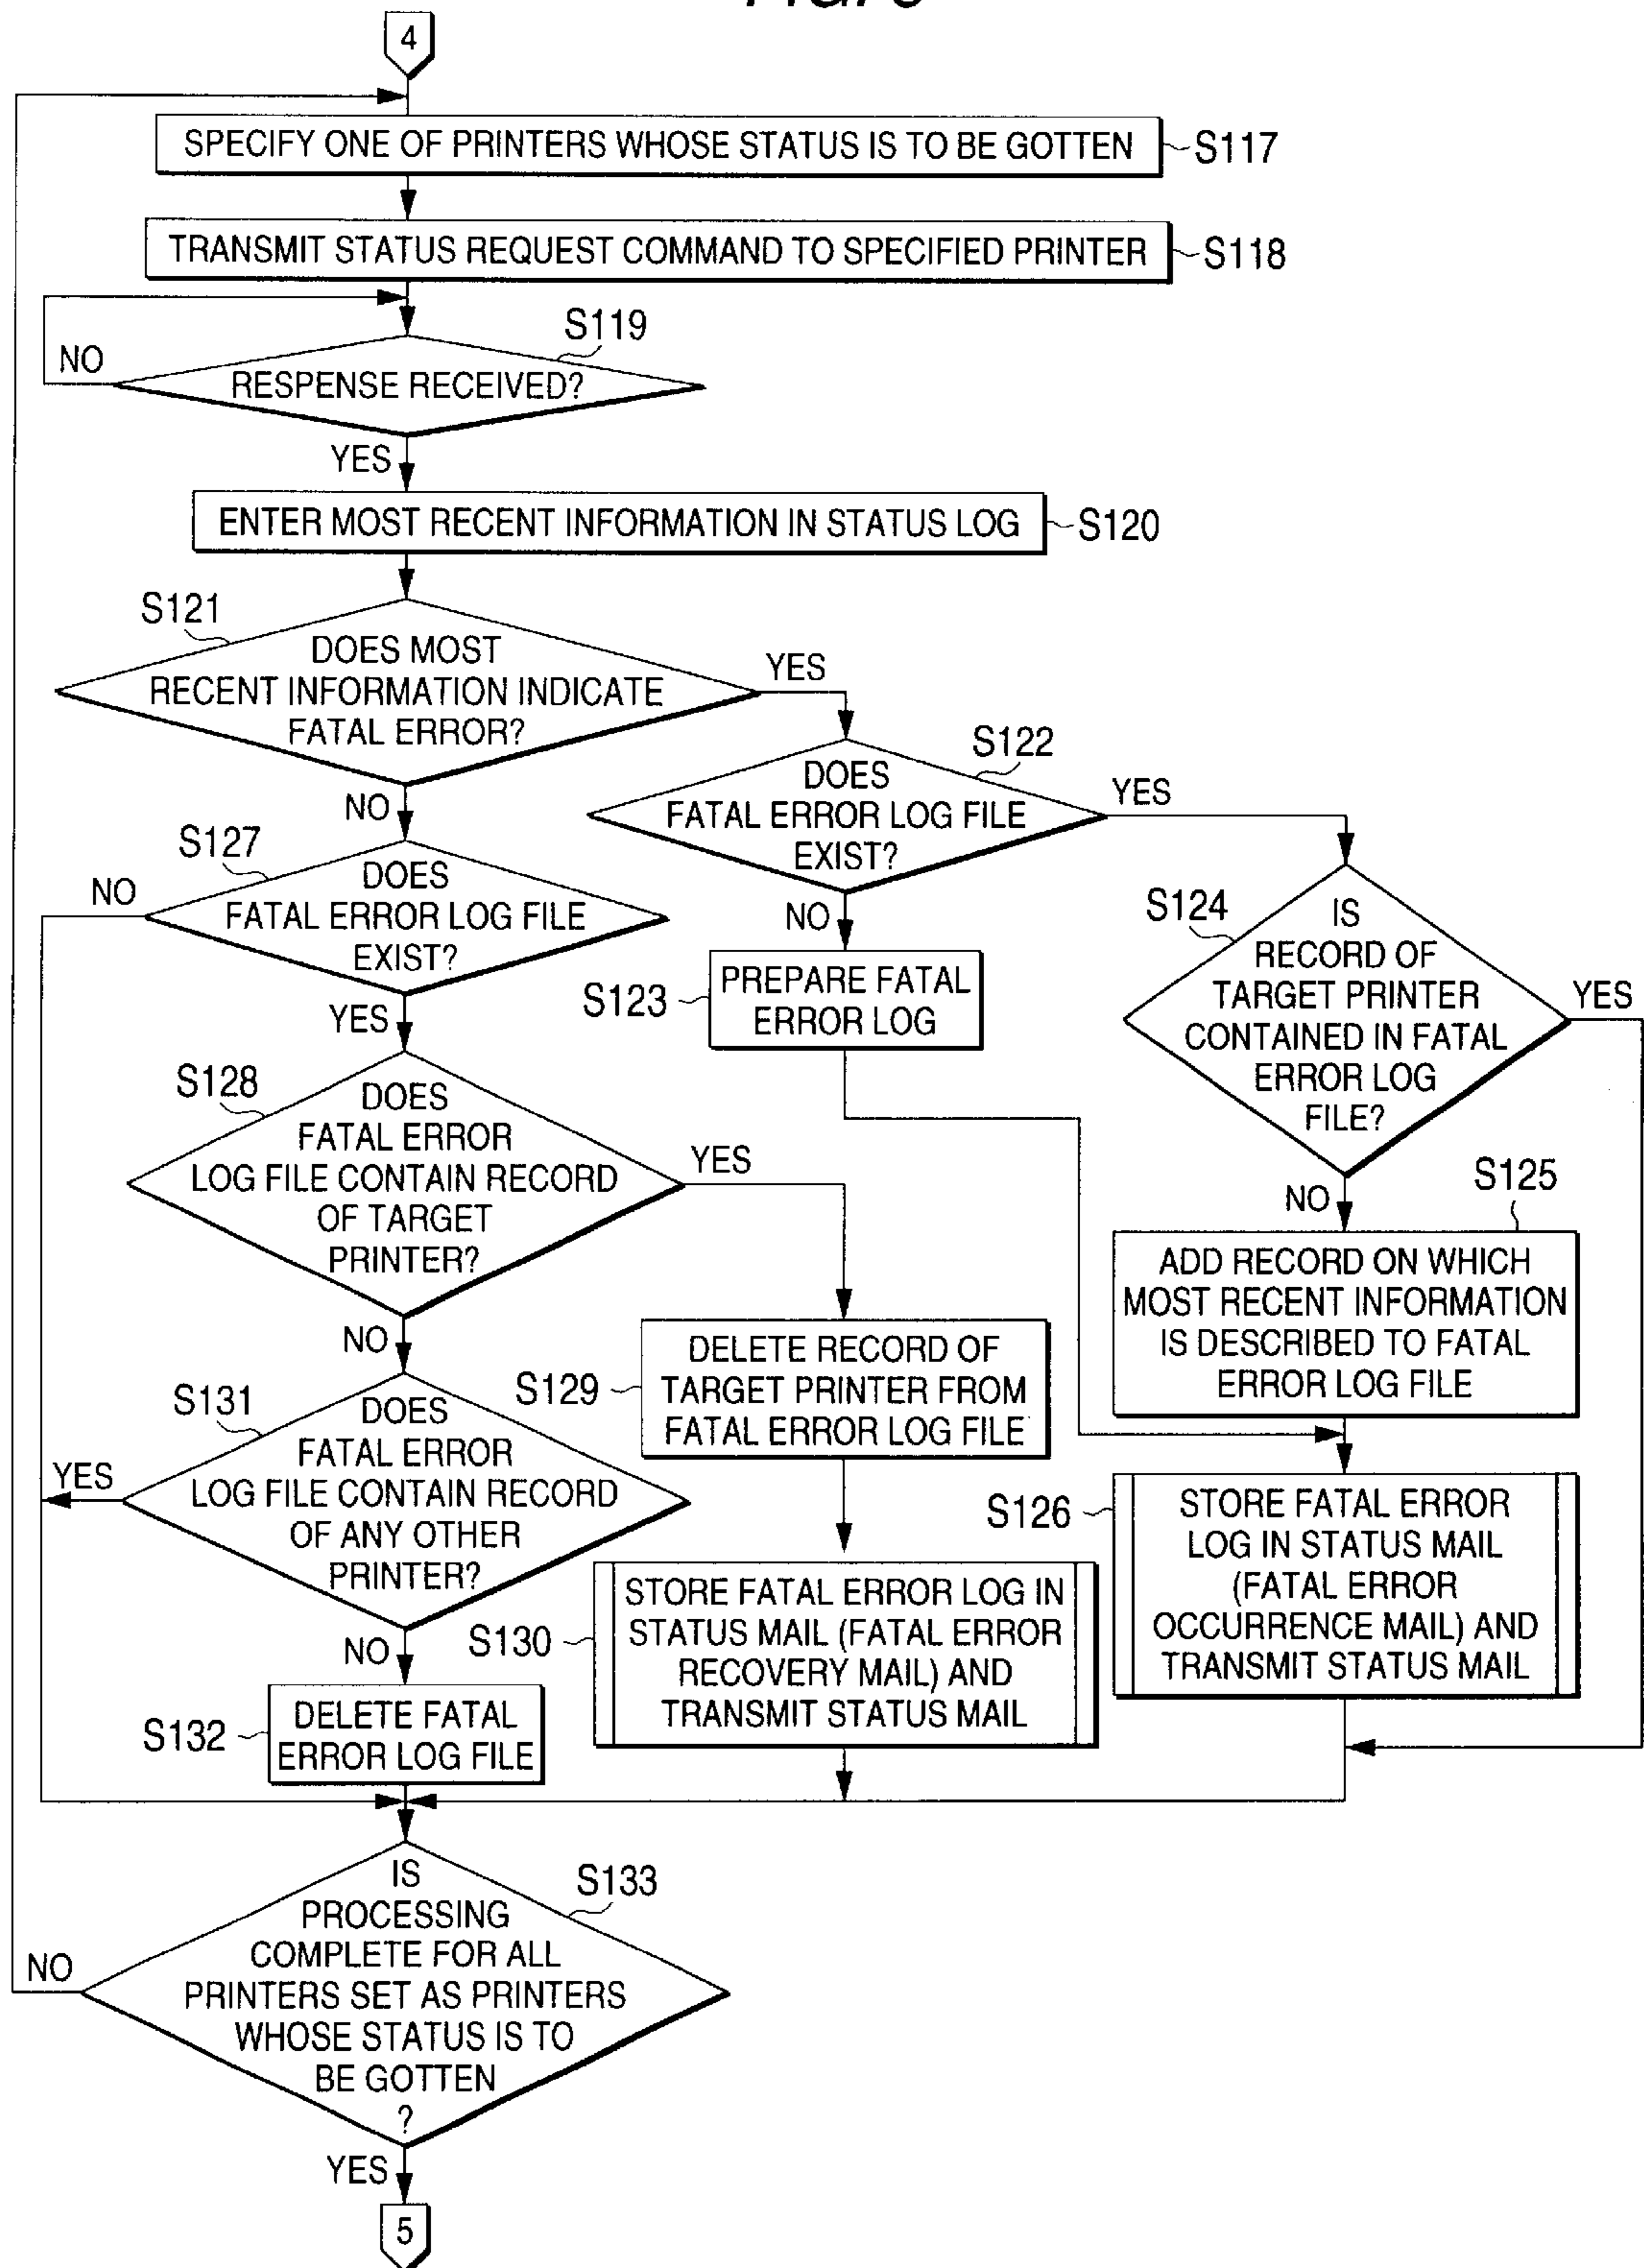 4
SPECIFY ONE OF PRINTERS WHOSE STATUS IS TO BE GOTTEN
S117
TRANSMIT STATUS REQUEST COMMAND TO SPECIFIED PRINTER
S118
S119
NO
RESPENSE RECEIVED?
YES
ENTER MOST RECENT INFORMATION IN STATUS LOG
S120
S121
DOES MOST
RECENT INFORMATION INDICATE
FATAL ERROR?
YES
NO
S122
DOES
FATAL ERROR LOG FILE
EXIST?
YES
NO
S127
DOES
FATAL ERROR LOG FILE
EXIST?
NO
YES
S123
PREPARE FATAL
ERROR LOG
S124
IS
RECORD OF
TARGET PRINTER
CONTAINED IN FATAL
ERROR LOG
FILE?
YES
NO
S128
DOES
FATAL ERROR
LOG FILE CONTAIN RECORD
OF TARGET
PRINTER?
YES
NO
S125
ADD RECORD ON WHICH
MOST RECENT INFORMATION
IS DESCRIBED TO FATAL
ERROR LOG FILE
S129
DELETE RECORD OF
TARGET PRINTER FROM
FATAL ERROR LOG FILE
S131
DOES
FATAL ERROR
LOG FILE CONTAIN RECORD
OF ANY OTHER
PRINTER?
YES
NO
S126
STORE FATAL ERROR
LOG IN STATUS MAIL
(FATAL ERROR
OCCURRENCE MAIL) AND
TRANSMIT STATUS MAIL
S130
STORE FATAL ERROR LOG IN
STATUS MAIL (FATAL ERROR
RECOVERY MAIL) AND
TRANSMIT STATUS MAIL
S132
DELETE FATAL
ERROR LOG FILE
S133
IS
PROCESSING
COMPLETE FOR ALL
PRINTERS SET AS PRINTERS
WHOSE STATUS IS TO
BE GOTTEN
?
NO
YES
5